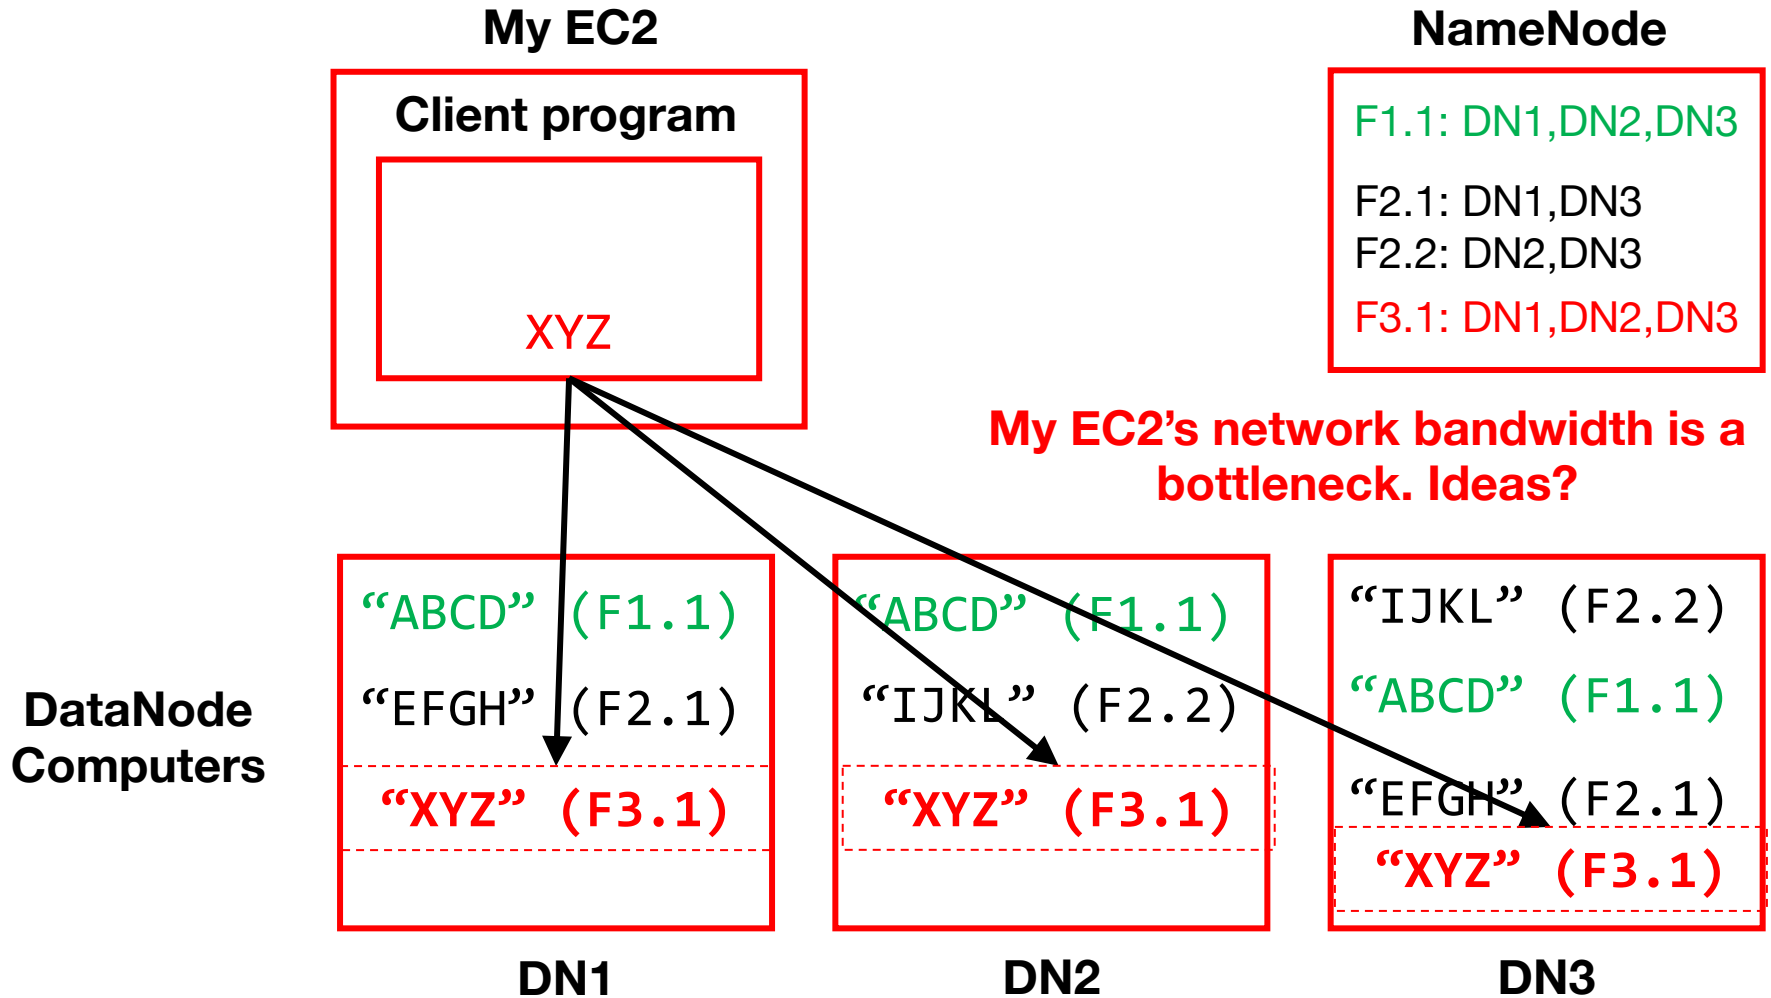 My EC2
NameNode
Client program
XYZ
F1.1: DN1,DN2,DN3
F2.1: DN1,DN3
F2.2: DN2,DN3
F3.1: DN1,DN2,DN3
My EC2’s network bandwidth is a
bottleneck. Ideas?
DataNode
Computers
“ABCD” (F1.1)
“EFGH” (F2.1)
“XYZ” (F3.1)
DN1
“ABCD” (F1.1)
“IJKL” (F2.2)
“XYZ” (F3.1)
DN2
“IJKL” (F2.2)
“ABCD” (F1.1)
“EFGH” (F2.1)
“XYZ” (F3.1)
DN3